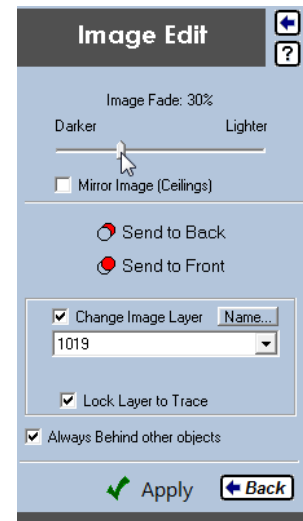 Image Edit
?
Image Fade: 30%
Darker Lighter
Mirror Image (Ceilings)
Send to Back
Send to Front
Change Image Layer Name...
1019
Lock Layer to Trace
Always Behind other objects
Apply Back